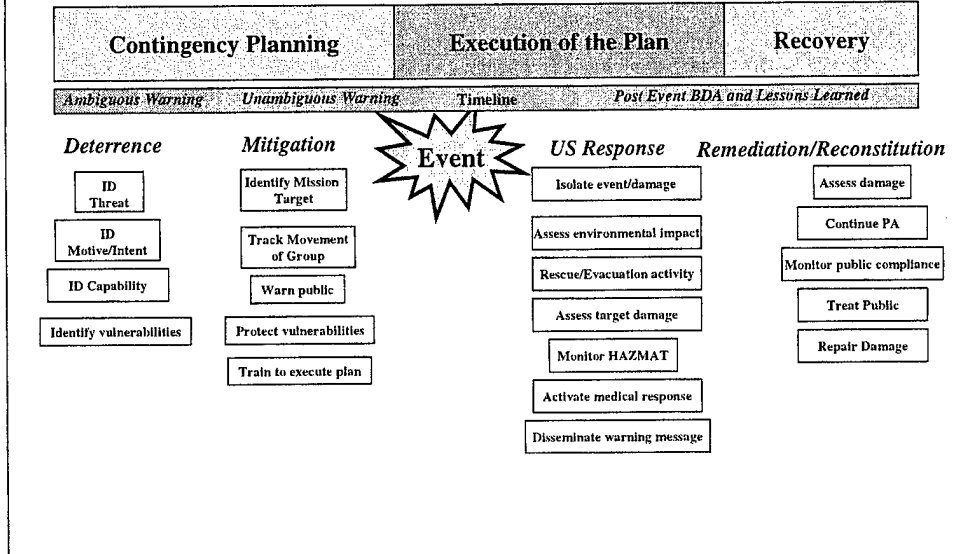 Contingency Planning
Execution of the Plan
Recovery
Ambiguous Warning
Unambiguous Warning
Timeline
Post Event BDA and Lessons Learned
Deterrence
ID
Threat
ID
Motive/Intent
ID Capability
Identify vulnerabilities
Mitigation
Identify Mission
Target
Track Movement
of Group
Warn public
Protect vulnerabilities
Train to execute plan
Event
US Response
Isolate event/damage
Assess environmental impact
Rescue/Evacuation activity
Assess target damage
Monitor HAZMAT
Activate medical response
Disseminate warning message
Remediation/Reconstitution
Assess damage
Continue PA
Monitor public compliance
Treat Public
Repair Damage